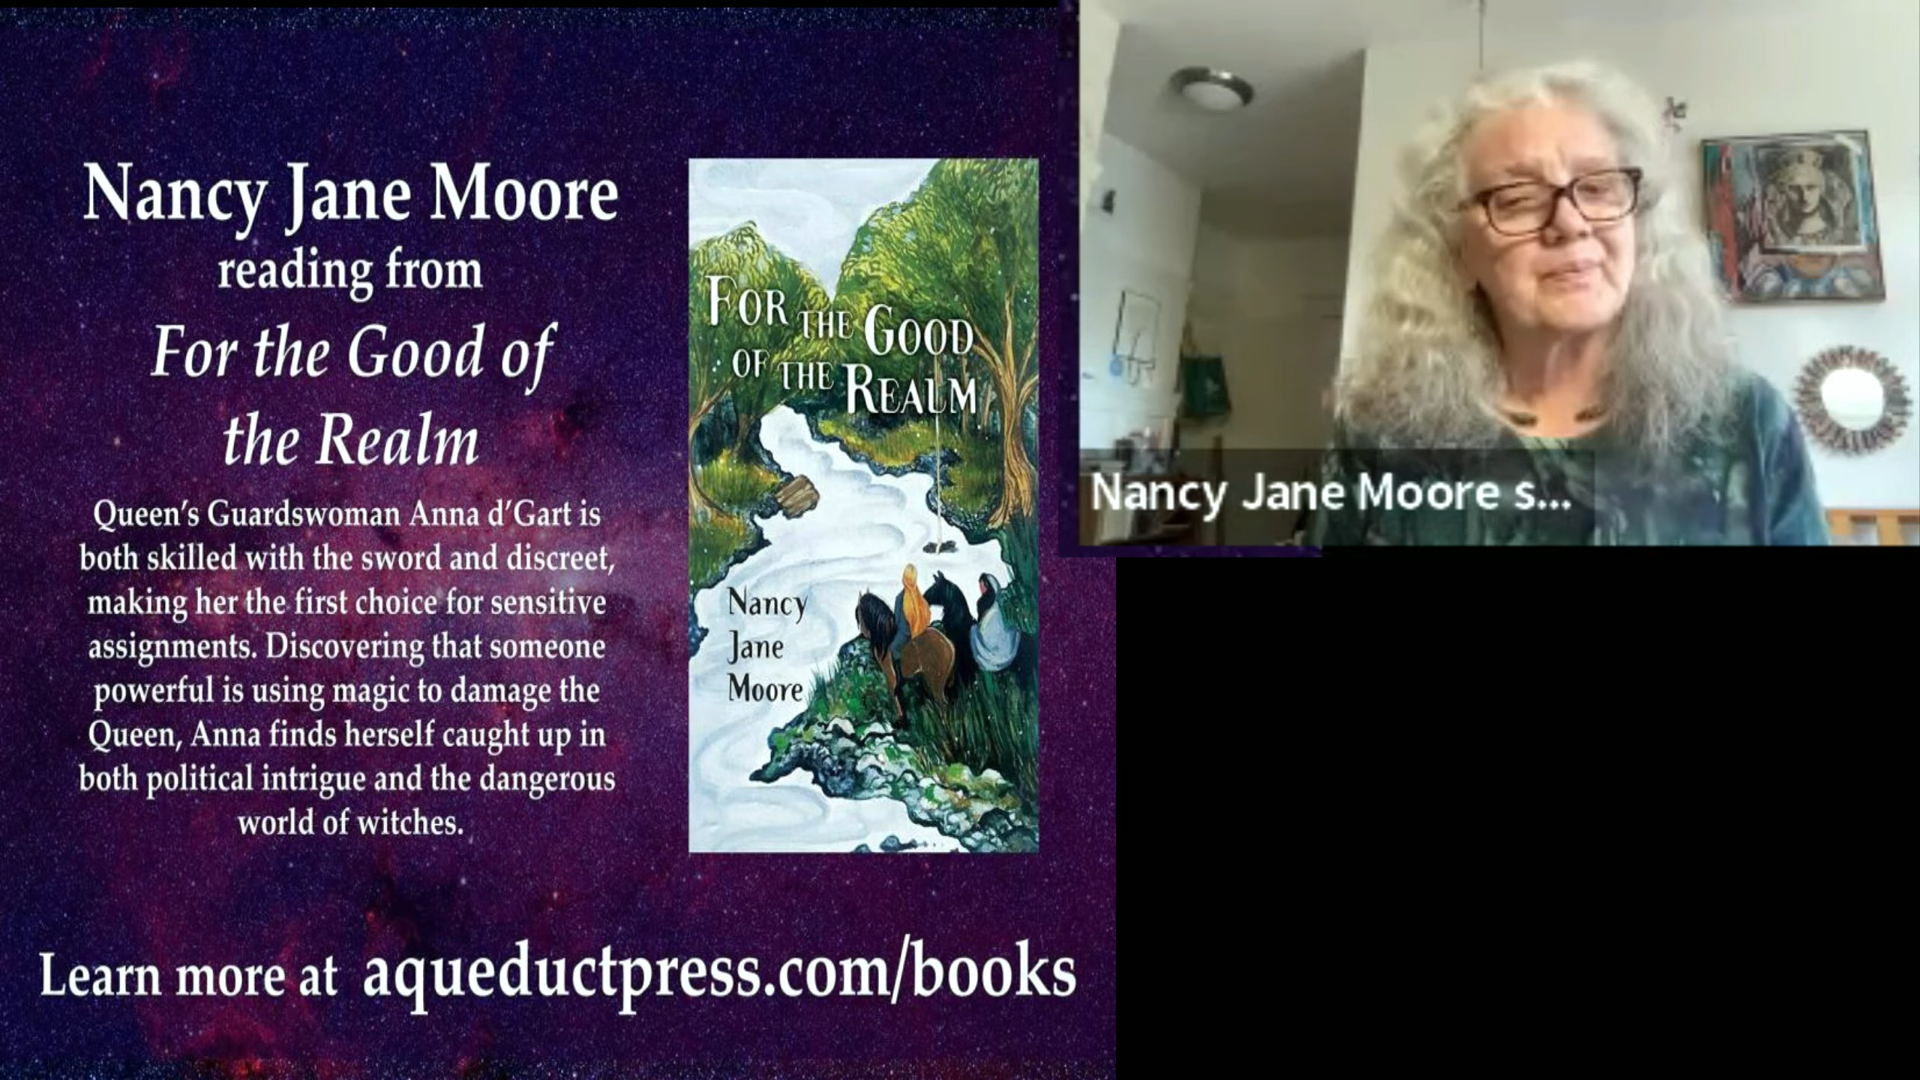 Nancy Jane Moore
reading from
For the Good of
the Realm
Queen's Guardswoman Anna d'Gart is
both skilled with the sword and discreet,
making her the first choice for sensitive
assignments. Discovering that someone
powerful is using magic to damage the
Queen, Anna finds herself caught up in
both political intrigue and the dangerous
world of witches.
Learn more at aqueductpress.com/books
FOR THE GOOD
OF THE REALM
Nancy
Jane
Moore
Nancy Jane Moore s...